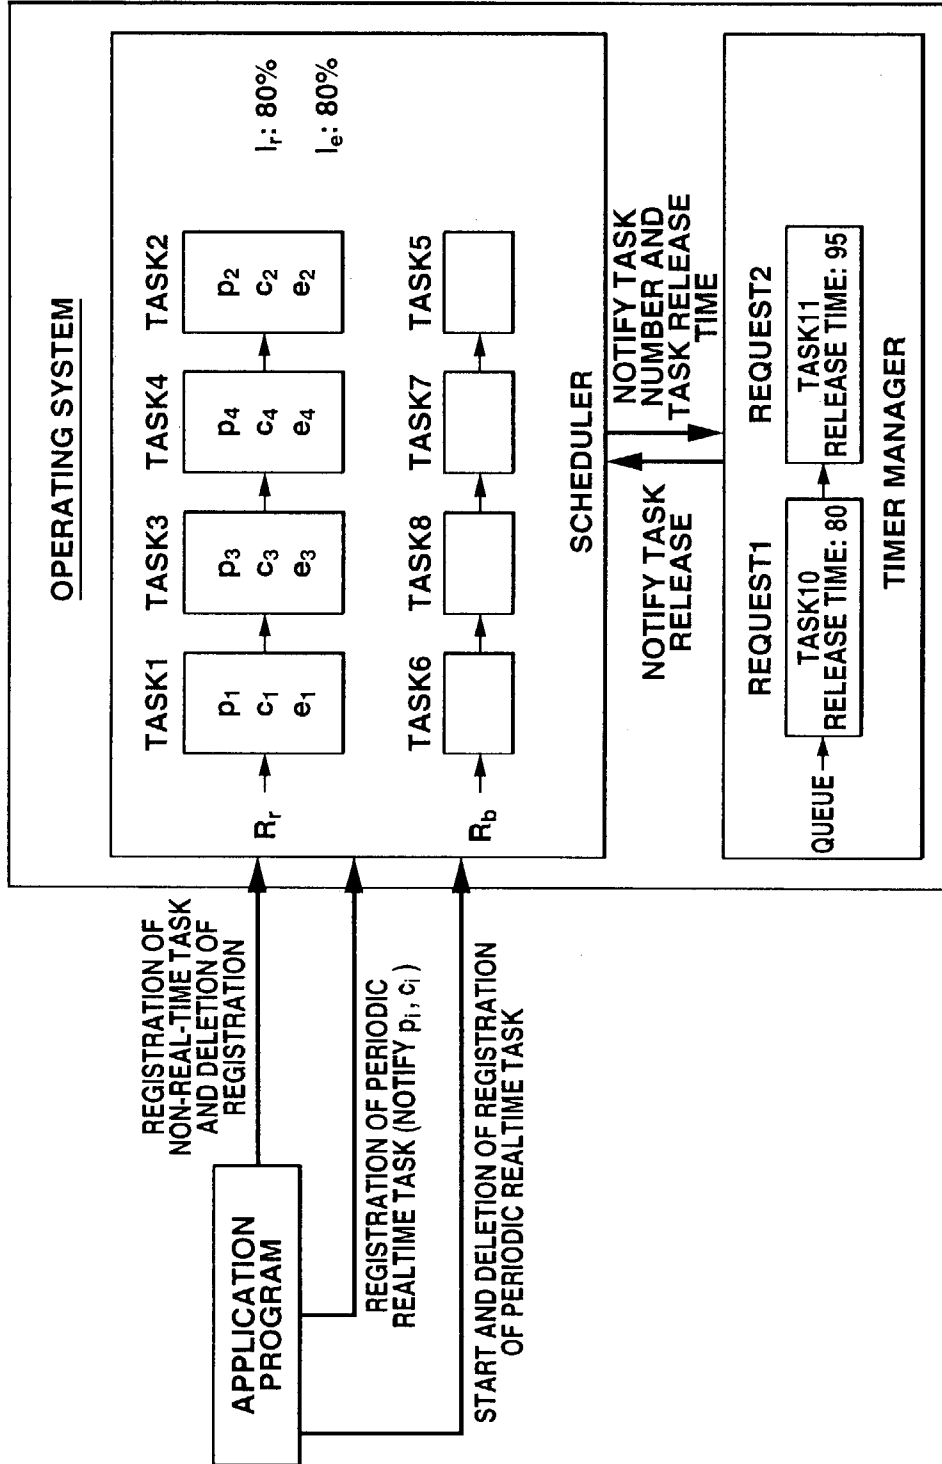 OPERATING SYSTEM
TASK1
TASK3
TASK4
TASK2
p1
c1
e1
p3
c3
e3
p4
c4
e4
p2
c2
e2
Ir: 80%
Ie: 80%
Rr
TASK6
TASK8
TASK7
TASK5
Rb
SCHEDULER
NOTIFY TASK
RELEASE
NOTIFY TASK
NUMBER AND
TASK RELEASE
TIME
REQUEST1
REQUEST2
QUEUE
TASK10
RELEASE TIME: 80
TASK11
RELEASE TIME: 95
TIMER MANAGER
APPLICATION
PROGRAM
REGISTRATION OF
NON-REAL-TIME TASK
AND DELETION OF
REGISTRATION
REGISTRATION OF PERIODIC
REALTIME TASK (NOTIFY pi, ci)
START AND DELETION OF REGISTRATION
OF PERIODIC REALTIME TASK